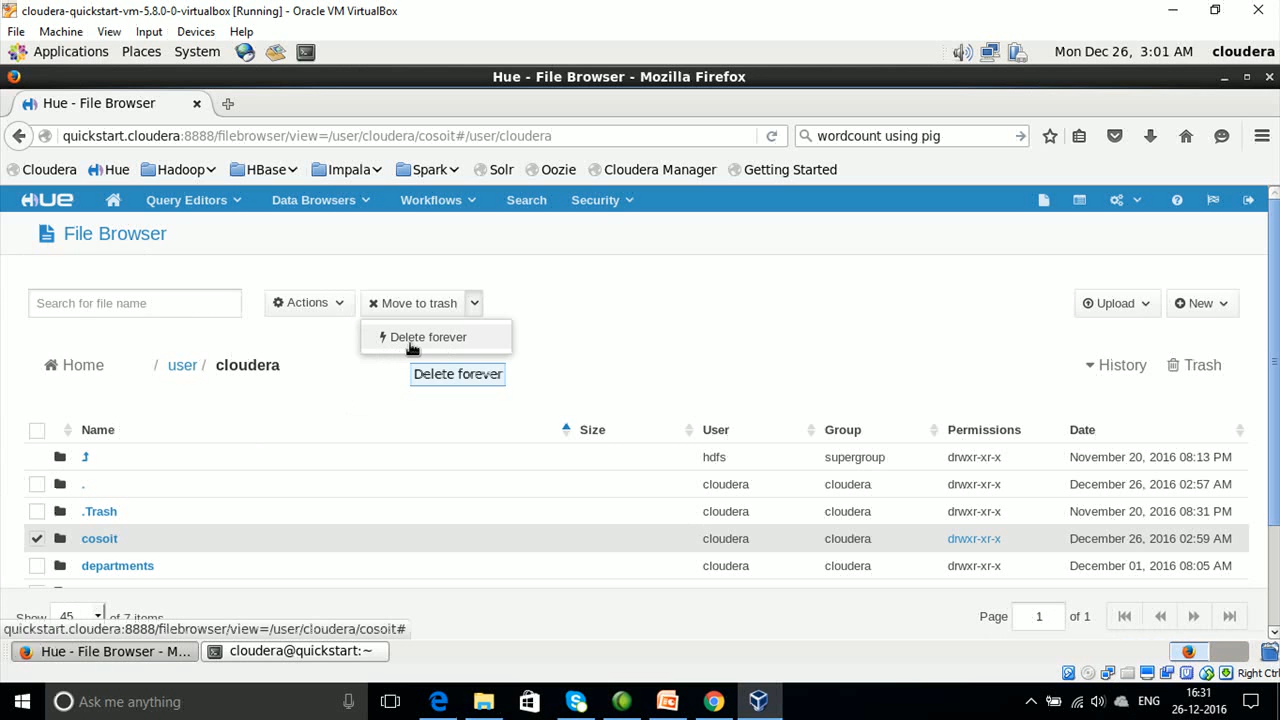 cloudera-quickstart-vm-5.8.0-0-virtualbox [Running] - Oracle VM VirtualBox
File Machine View Input Devices Help
Applications Places System Mon Dec 26, 3:01 AM cloudera
Hue - File Browser - Mozilla Firefox
Hue - File Browser
quickstart.cloudera:8888/filebrowser/view=/user/cloudera/cosoit#/user/cloudera wordcount using pig
Cloudera Hue Hadoop HBase Impala Spark Solr Oozie Cloudera Manager Getting Started
HUE Query Editors Data Browsers Workflows Search Security
File Browser
Search for file name Actions Move to trash Upload New
Delete forever
Home / user / cloudera History Trash
Delete forever
Name Size User Group Permissions Date
hdfs supergroup drwxr-xr-x November 20, 2016 08:13 PM
. cloudera cloudera drwxr-xr-x December 26, 2016 02:57 AM
.Trash cloudera cloudera drwxr-xr-x November 20, 2016 08:31 PM
cosoit cloudera cloudera drwxr-xr-x December 26, 2016 02:59 AM
departments cloudera cloudera drwxr-xr-x December 01, 2016 08:05 AM
Show 45 of 7 items Page 1 of 1
quickstart.cloudera:8888/filebrowser/view=/user/cloudera/cosoit#
Hue - File Browser - M... cloudera@quickstart:~
Right Ctrl
Ask me anything ENG 16:31
26-12-2016